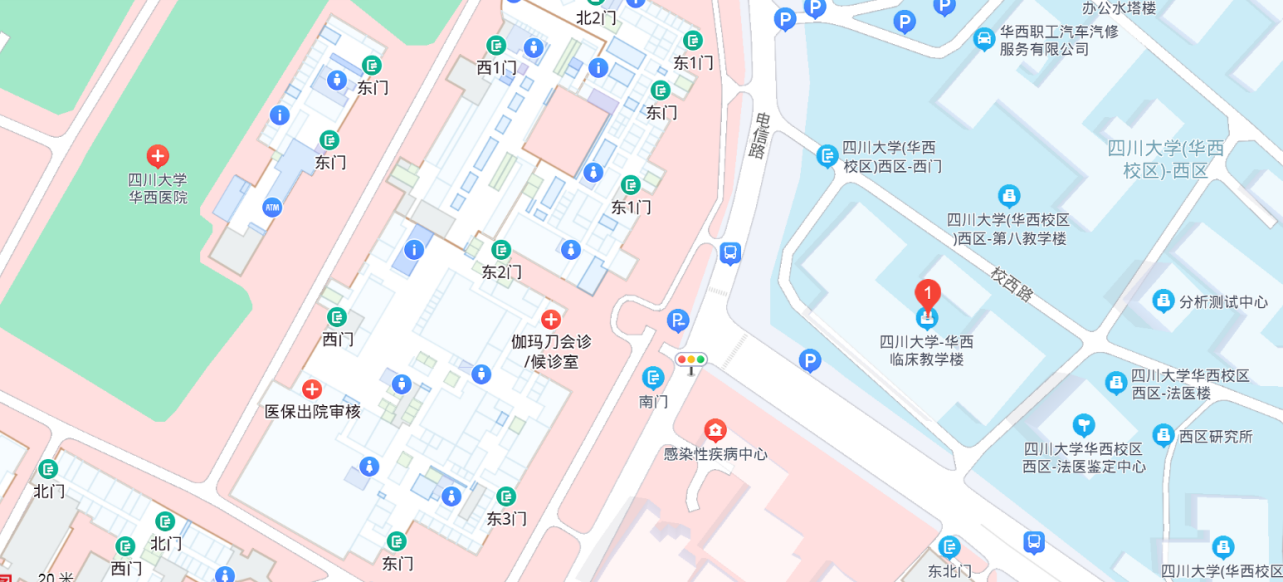 办公水塔楼
北2门
华西职工汽车汽修
服务有限公司
西1门
东1门
东门
东门
电信路
四川大学(华西
校区)西区-西门
四川大学(华西
校区)-西区
东门
四川大学
华西医院
ATM
东1门
四川大学(华西校区
)西区-第八教学楼
东2门
校西路
1
分析测试中心
西门
伽玛刀会诊
/候诊室
四川大学-华西
临床教学楼
四川大学华西校区
西区-法医楼
南门
医保出院审核
西区研究所
感染性疾病中心
四川大学华西校区
西区-法医鉴定中心
北门
东3门
北门
西门
东门
东北门
四川大学(华西校区
20 米